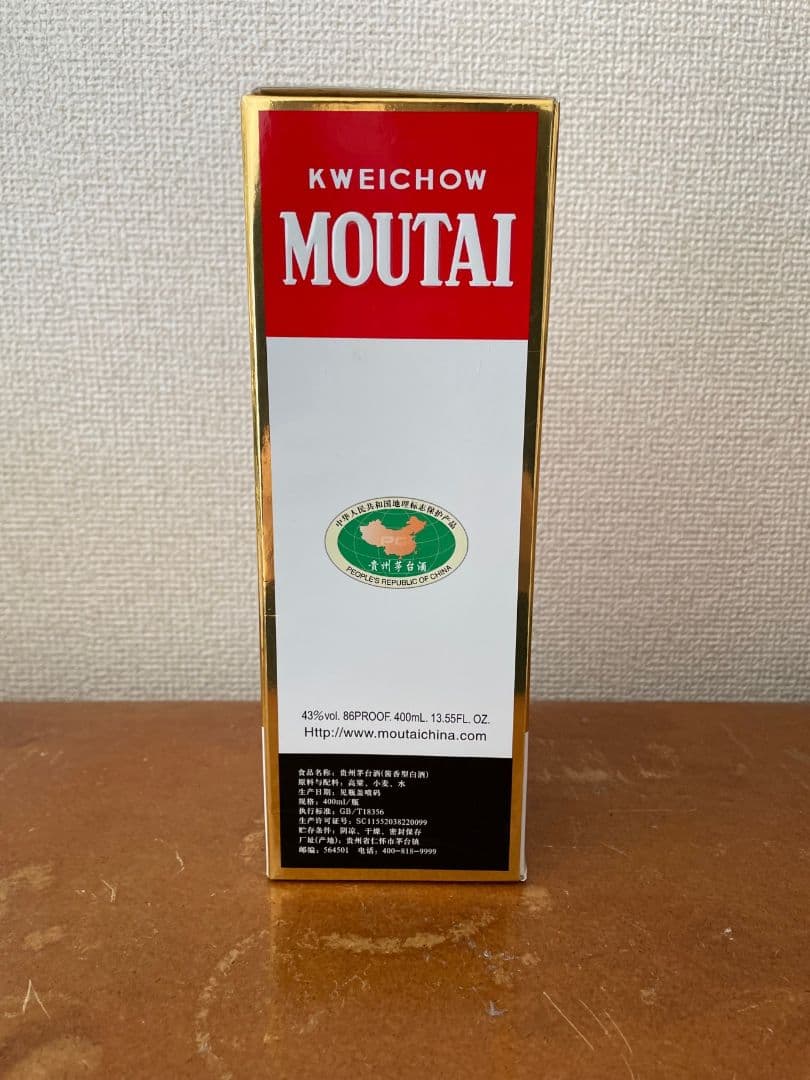 KWEICHOW
MOUTAI
中华人民共和国地理标志保护产品
PG
贵州茅台酒
PEOPLE'S REPUBLIC OF CHINA
43%vol. 86PROOF. 400mL. 13.55FL. OZ.
Http://www.moutaichina.com
食品名称：贵州茅台酒(酱香型白酒)
原料与配料：高粱、小麦、水
生产日期：见瓶盖喷码
规格：400ml/瓶
执行标准：GB/T18356
生产许可证号：SC11552038220099
贮存条件：阴凉、干燥、密封保存
厂址(产地)：贵州省仁怀市茅台镇
邮编：564501 电话：400-818-9999